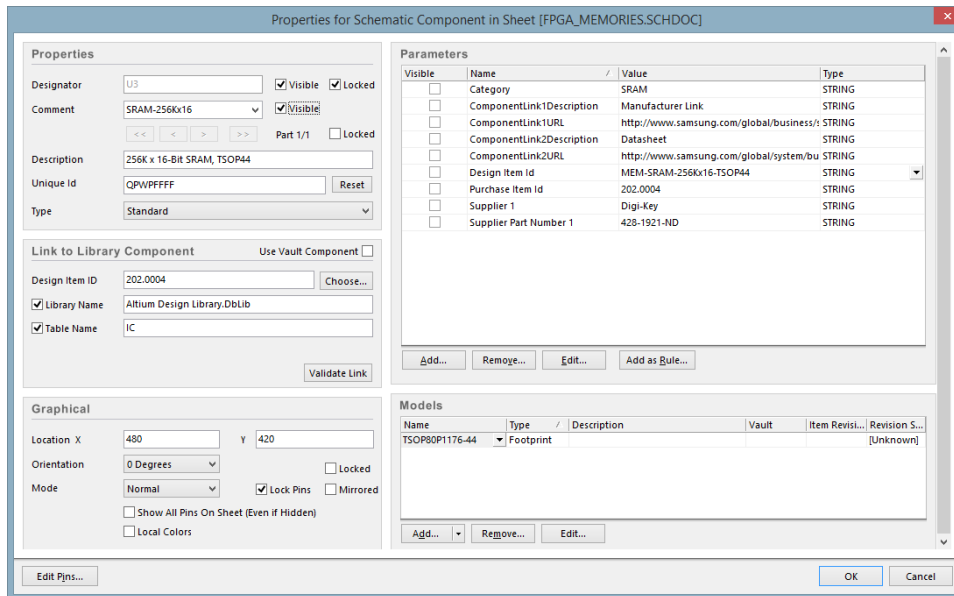 Properties for Schematic Component in Sheet [FPGA_MEMORIES.SCHDOC]
Properties
Designator U3 Visible Locked
Comment SRAM-256Kx16 Visible
<< < > >> Part 1/1 Locked
Description 256K x 16-Bit SRAM, TSOP44
Unique Id QPWPFFFF Reset
Type Standard
Link to Library Component Use Vault Component
Design Item ID 202.0004 Choose...
Library Name Altium Design Library.DbLib
Table Name IC
Validate Link
Graphical
Location X 480 Y 420
Orientation 0 Degrees Locked
Mode Normal Lock Pins Mirrored
Show All Pins On Sheet (Even if Hidden)
Local Colors
Parameters
Visible Name / Value Type
Category SRAM STRING
ComponentLink1Description Manufacturer Link STRING
ComponentLink1URL http://www.samsung.com/global/business/s STRING
ComponentLink2Description Datasheet STRING
ComponentLink2URL http://www.samsung.com/global/system/bu STRING
Design Item Id MEM-SRAM-256Kx16-TSOP44 STRING
Purchase Item Id 202.0004 STRING
Supplier 1 Digi-Key STRING
Supplier Part Number 1 428-1921-ND STRING
Add... Remove... Edit... Add as Rule...
Models
Name Type / Description Vault Item Revisi... Revision S...
TSOP80P1176-44 Footprint [Unknown]
Add... Remove... Edit...
Edit Pins... OK Cancel